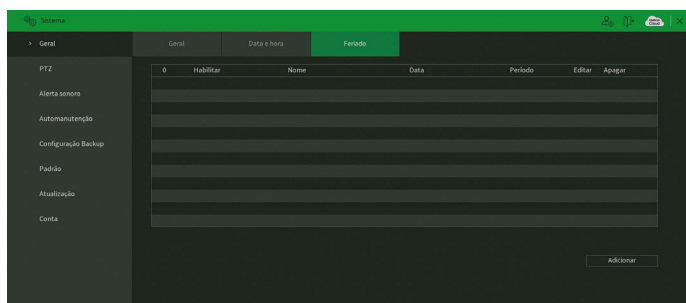 Sistema
Cloud
Geral
PTZ
Alerta sonoro
Automanutenção
Configuração Backup
Padrão
Atualização
Conta
Geral Data e hora Feriado
0 Habilitar Nome Data Período Editar Apagar
Adicionar